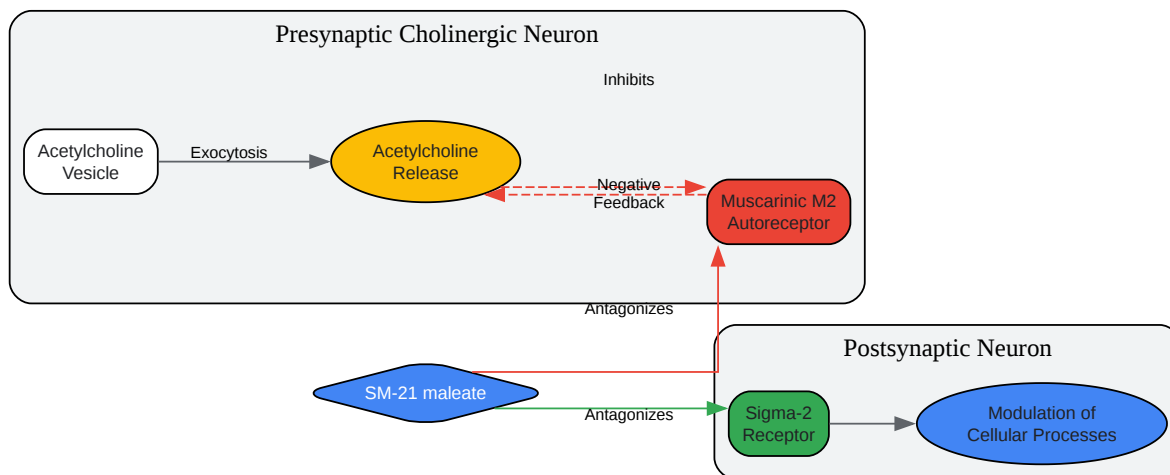 Presynaptic Cholinergic Neuron
Inhibits
Acetylcholine
Vesicle
Exocytosis
Acetylcholine
Release
Negative
Feedback
Muscarinic M2
Autoreceptor
Antagonizes
Postsynaptic Neuron
SM-21 maleate
Antagonizes
Sigma-2
Receptor
Modulation of
Cellular Processes